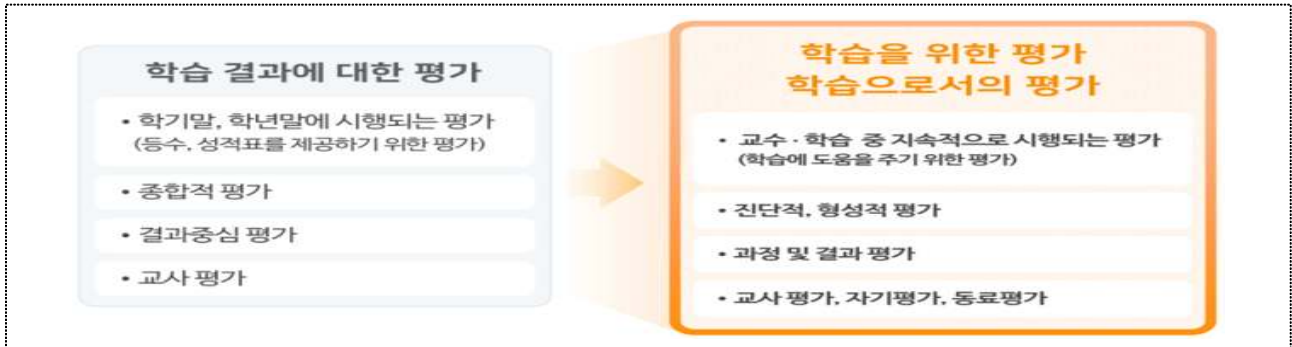 학습 결과에 대한 평가
• 학기말, 학년말에 시행되는 평가
(등수, 성적표를 제공하기 위한 평가)
• 종합적 평가
• 결과중심 평가
• 교사 평가
학습을 위한 평가
학습으로서의 평가
• 교수 · 학습 중 지속적으로 시행되는 평가
(학습에 도움을 주기 위한 평가)
• 진단적, 형성적 평가
• 과정 및 결과 평가
• 교사 평가, 자기평가, 동료평가